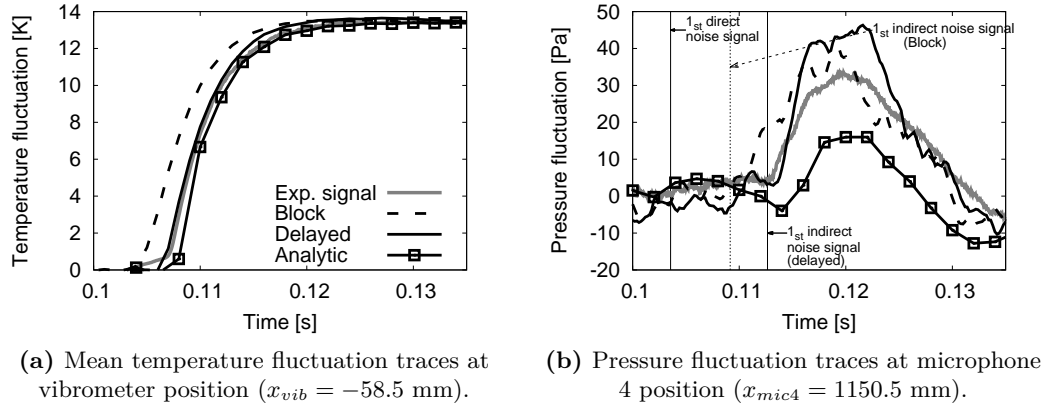 Temperature fluctuation [K]
14
12
10
8
6
4
2
0
0.1
0.11
0.12
0.13
Time [s]
Exp. signal
Block
Delayed
Analytic
(a) Mean temperature fluctuation traces at
vibrometer position (x_vib = −58.5 mm).
Pressure fluctuation [Pa]
60
50
40
30
20
10
0
-10
-20
0.1
0.11
0.12
0.13
Time [s]
1st direct
noise signal
1st indirect noise signal
(Block)
1st indirect
noise signal
(delayed)
(b) Pressure fluctuation traces at microphone
4 position (x_mic4 = 1150.5 mm).